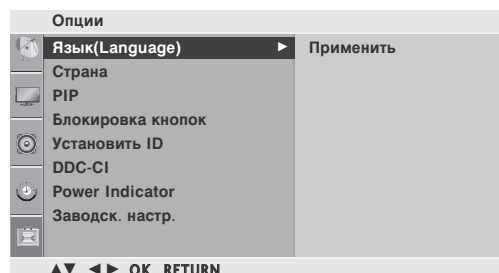 Опции
Язык(Language) ► Применить
Страна
PIP
Блокировка кнопок
Установить ID
DDC-CI
Power Indicator
Заводск. настр.
▲▼ ◄► OK RETURN